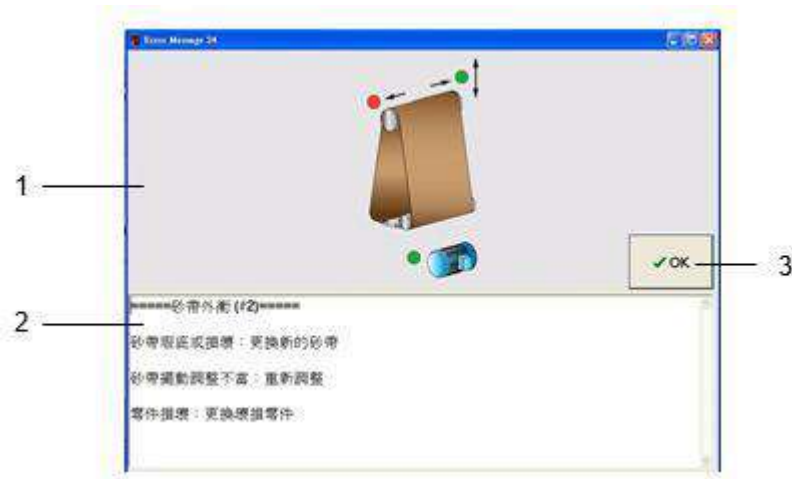 Error Message 24
1
OK
3
=====砂帶外衝 (#2)=====
2
砂帶瑕疵或損壞：更換新的砂帶
砂帶擺動調整不當：重新調整
零件損壞：更換壞損零件